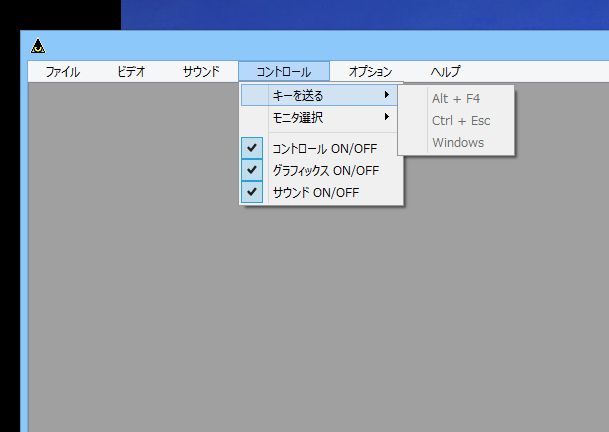 ファイル ビデオ サウンド コントロール オプション ヘルプ
キーを送る
モニタ選択
コントロール ON/OFF
グラフィックス ON/OFF
サウンド ON/OFF
Alt + F4
Ctrl + Esc
Windows